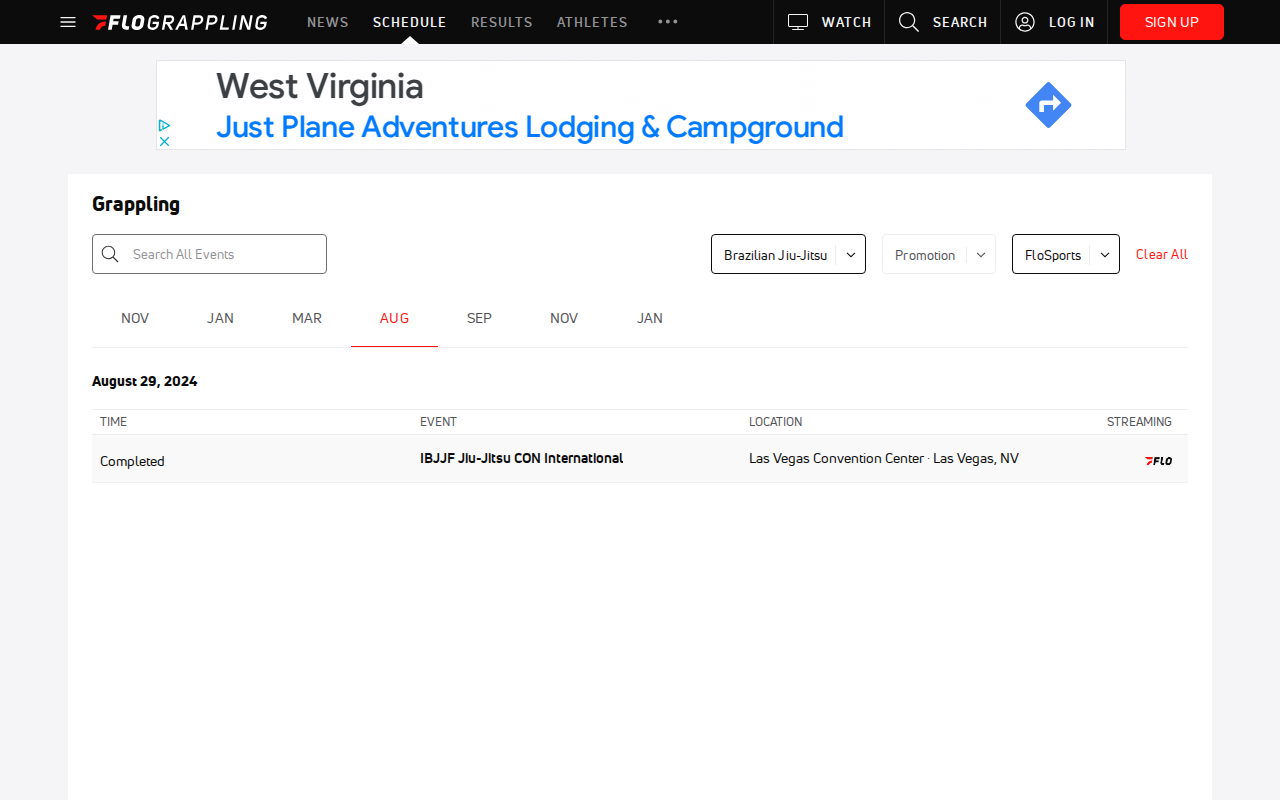 FLOGRAPPLING NEWS SCHEDULE RESULTS ATHLETES WATCH SEARCH LOG IN SIGN UP
West Virginia
Just Plane Adventures Lodging & Campground
Grappling
Search All Events Brazilian Jiu-Jitsu Promotion FloSports Clear All
NOV JAN MAR AUG SEP NOV JAN
August 29, 2024
TIME EVENT LOCATION STREAMING
Completed IBJJF Jiu-Jitsu CON International Las Vegas Convention Center · Las Vegas, NV FLO